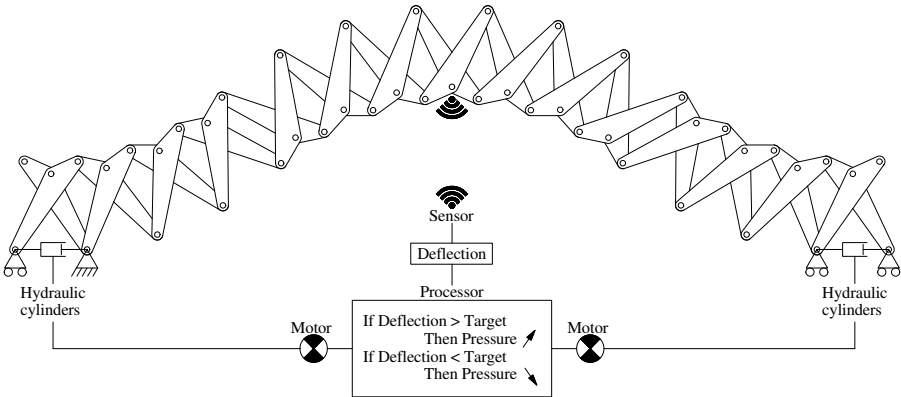 Sensor
Deflection
Processor
Hydraulic
cylinders
Hydraulic
cylinders
Motor
Motor
If Deflection > Target
Then Pressure
If Deflection < Target
Then Pressure